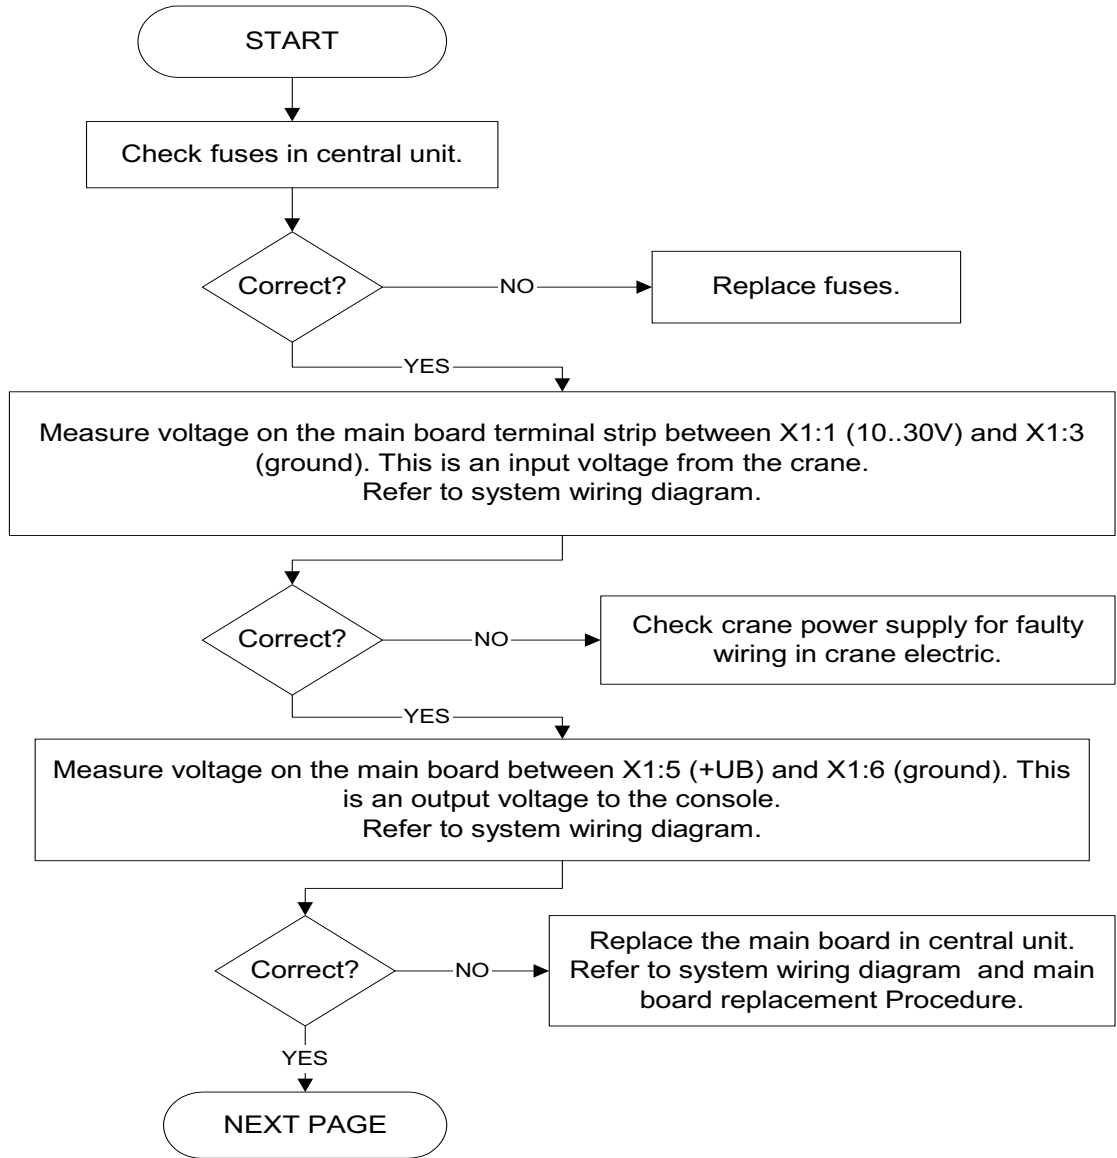 START
Check fuses in central unit.
Correct?
NO
Replace fuses.
YES
Measure voltage on the main board terminal strip between X1:1 (10..30V) and X1:3
(ground). This is an input voltage from the crane.
Refer to system wiring diagram.
Correct?
NO
Check crane power supply for faulty
wiring in crane electric.
YES
Measure voltage on the main board between X1:5 (+UB) and X1:6 (ground). This
is an output voltage to the console.
Refer to system wiring diagram.
Correct?
NO
Replace the main board in central unit.
Refer to system wiring diagram  and main
board replacement Procedure.
YES
NEXT PAGE